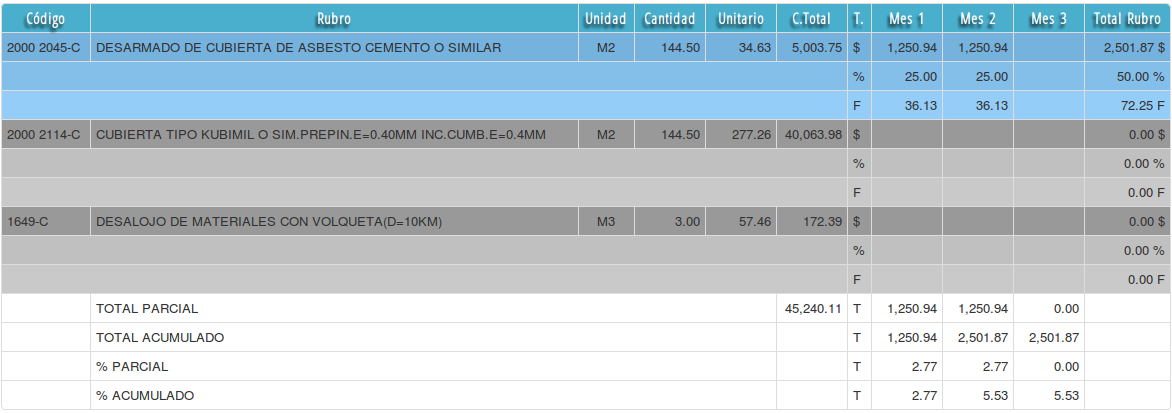 Código Rubro Unidad Cantidad Unitario C.Total T. Mes 1 Mes 2 Mes 3 Total Rubro
2000 2045-C DESARMADO DE CUBIERTA DE ASBESTO CEMENTO O SIMILAR M2 144.50 34.63 5,003.75 $ 1,250.94 1,250.94 2,501.87 $
% 25.00 25.00 50.00 %
F 36.13 36.13 72.25 F
2000 2114-C CUBIERTA TIPO KUBIMIL O SIM.PREPIN.E=0.40MM INC.CUMB.E=0.4MM M2 144.50 277.26 40,063.98 $ 0.00 $
% 0.00 %
F 0.00 F
1649-C DESALOJO DE MATERIALES CON VOLQUETA(D=10KM) M3 3.00 57.46 172.39 $ 0.00 $
% 0.00 %
F 0.00 F
TOTAL PARCIAL 45,240.11 T 1,250.94 1,250.94 0.00
TOTAL ACUMULADO T 1,250.94 2,501.87 2,501.87
% PARCIAL T 2.77 2.77 0.00
% ACUMULADO T 2.77 5.53 5.53